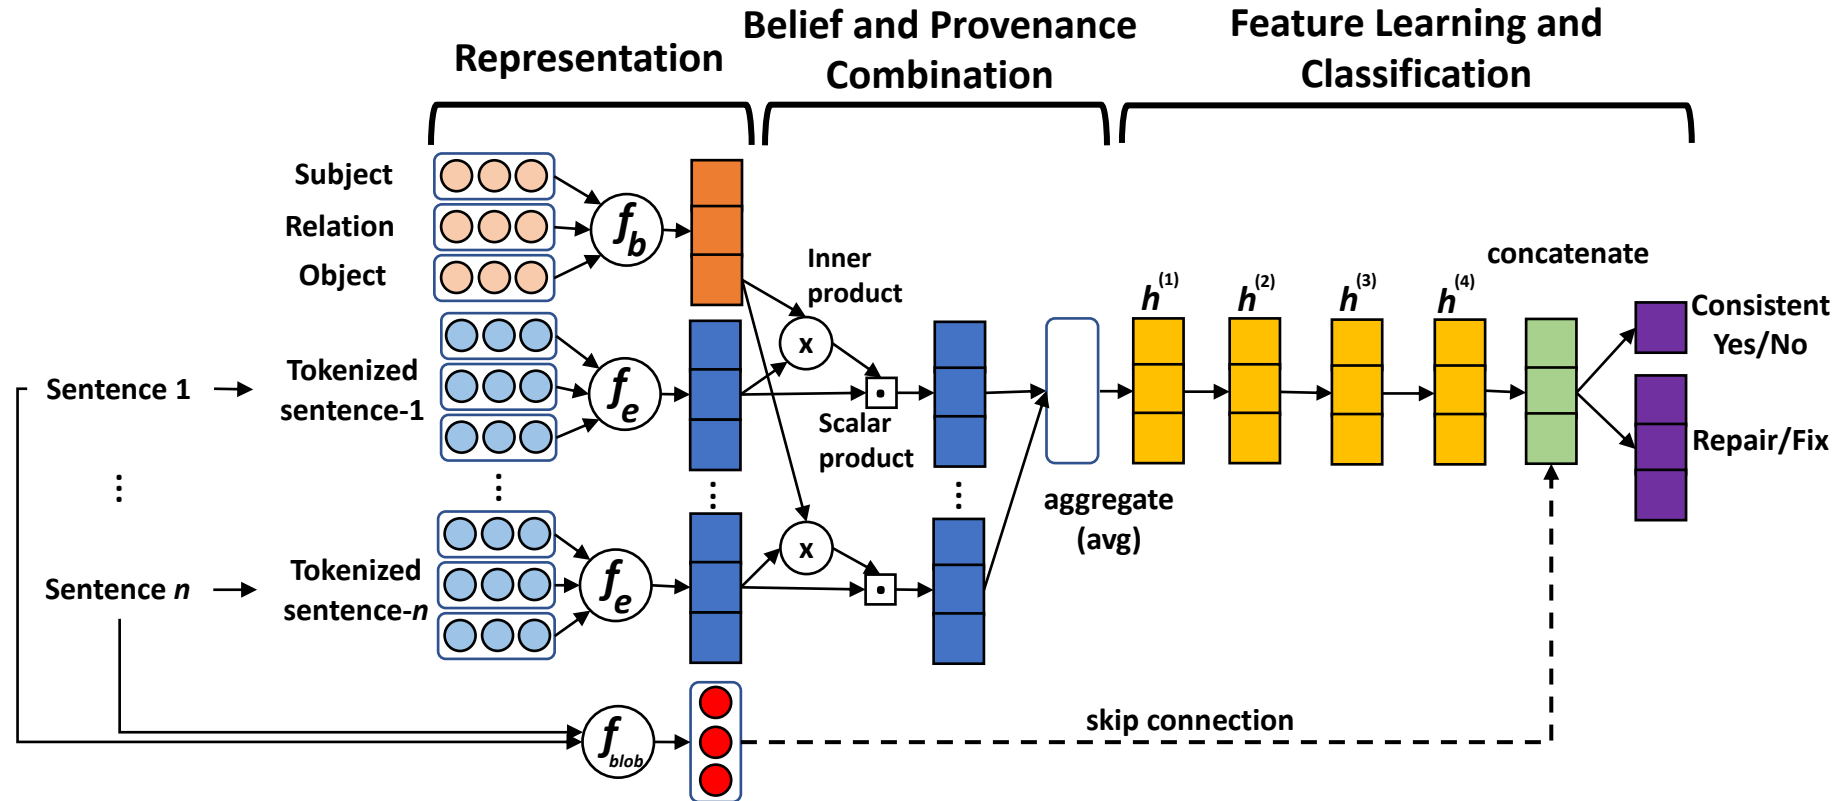 Representation
Belief and Provenance
Combination
Feature Learning and
Classification
Subject
Relation
Object
f_b
Inner
product
x
h^(1)
h^(2)
h^(3)
h^(4)
concatenate
Consistent
Yes/No
Sentence 1
Tokenized
sentence-1
f_e
Scalar
product
Repair/Fix
⋮
⋮
⋮
⋮
aggregate
(avg)
Sentence n
Tokenized
sentence-n
f_e
x
f_blob
skip connection